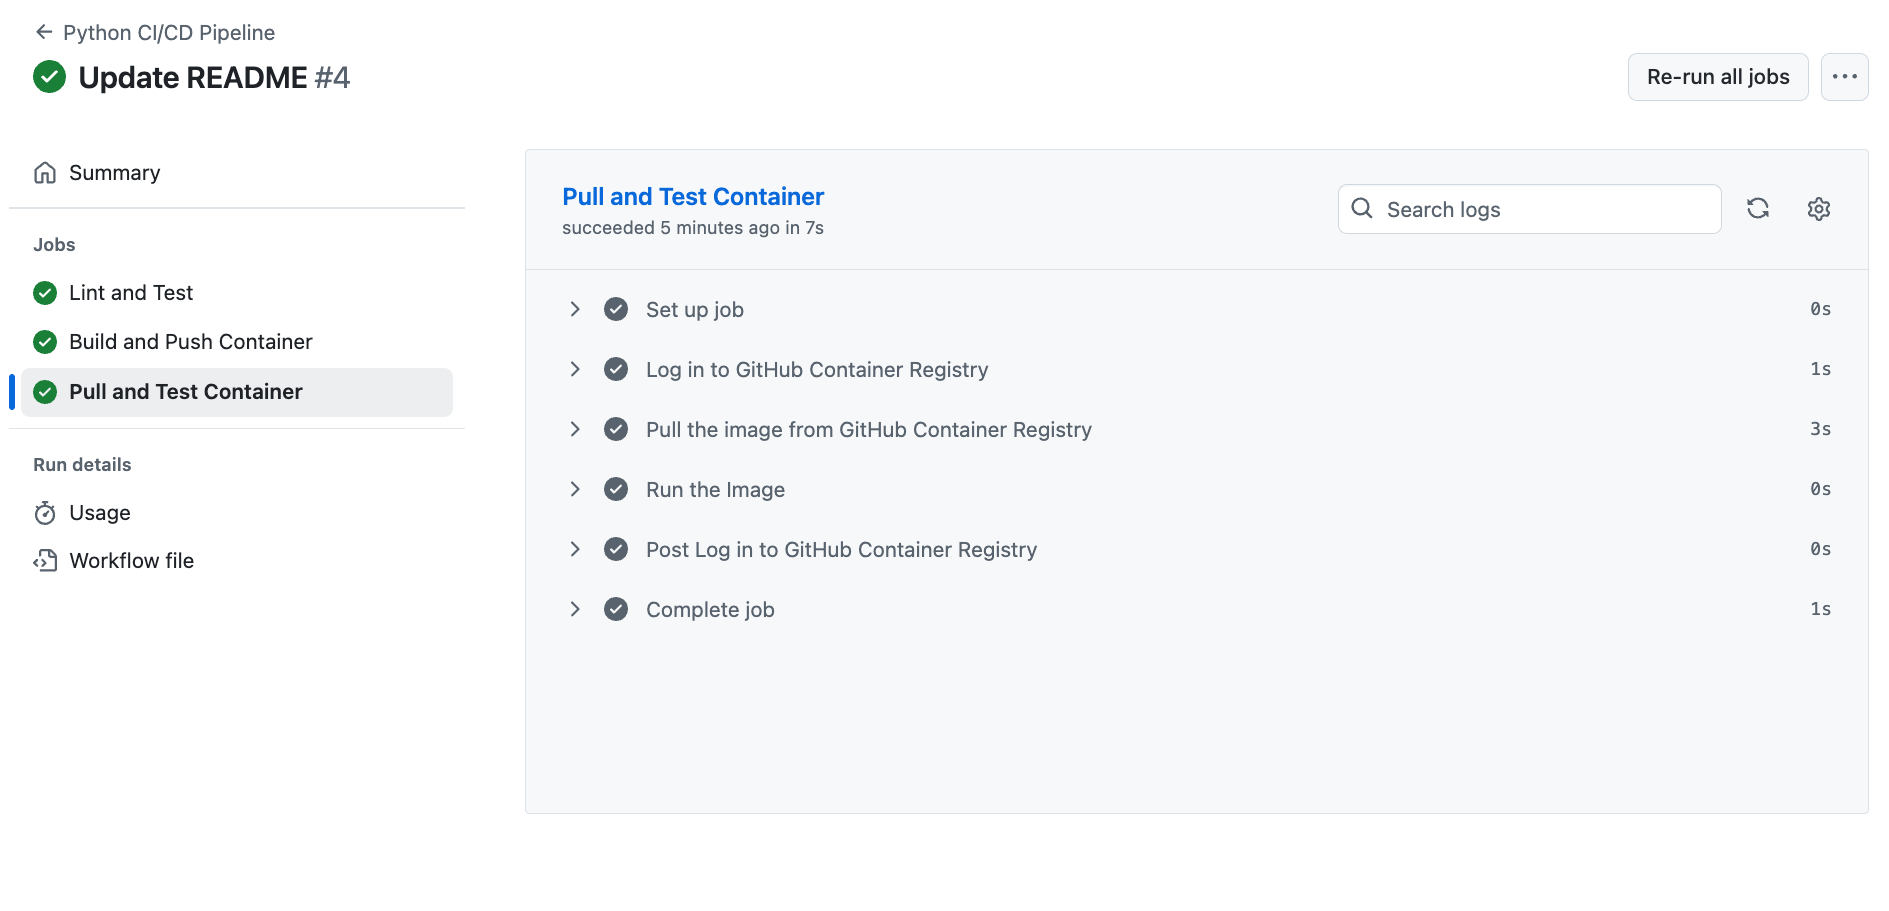 Python CI/CD Pipeline
Update README #4
Re-run all jobs
Summary
Jobs
Lint and Test
Build and Push Container
Pull and Test Container
Run details
Usage
Workflow file
Pull and Test Container
succeeded 5 minutes ago in 7s
Search logs
Set up job 0s
Log in to GitHub Container Registry 1s
Pull the image from GitHub Container Registry 3s
Run the Image 0s
Post Log in to GitHub Container Registry 0s
Complete job 1s